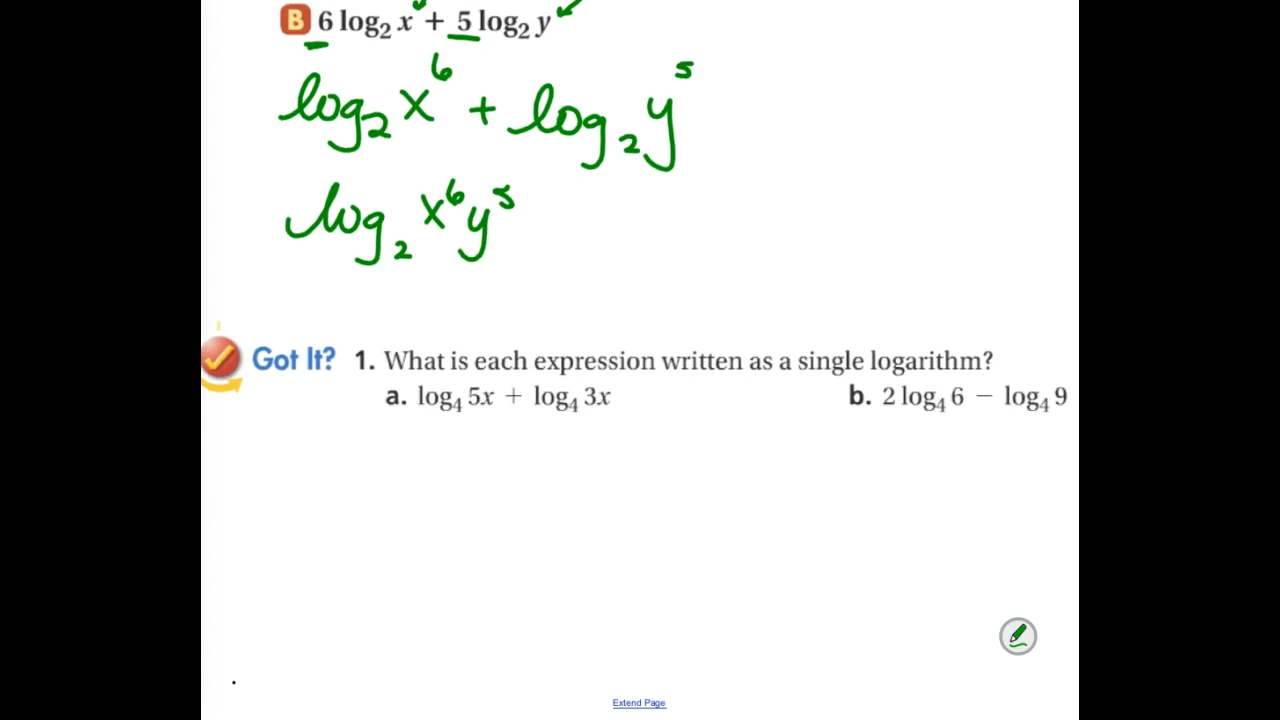 B 6 log₂ x + 5 log₂ y
log₂ x⁶ + log₂ y⁵
log₂ x⁶y⁵
Got It? 1. What is each expression written as a single logarithm?
a. log₄ 5x + log₄ 3x b. 2 log₄ 6 − log₄ 9
Extend Page